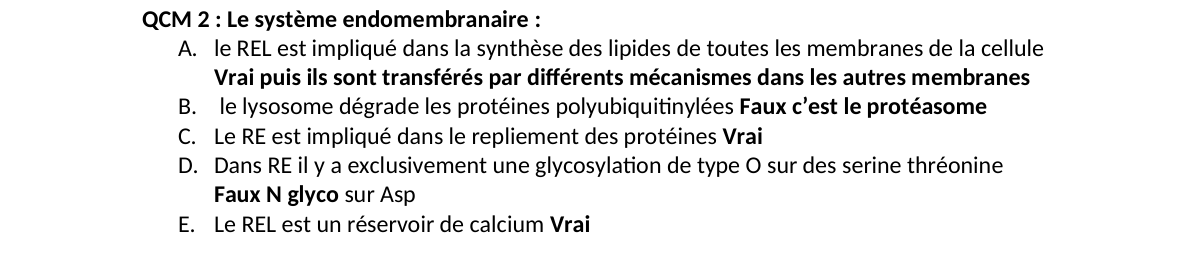 QCM 2 : Le système endomembranaire :
A. le REL est impliqué dans la synthèse des lipides de toutes les membranes de la cellule
Vrai puis ils sont transférés par différents mécanismes dans les autres membranes
B. le lysosome dégrade les protéines polyubiquitinylées Faux c’est le protéasome
C. Le RE est impliqué dans le repliement des protéines Vrai
D. Dans RE il y a exclusivement une glycosylation de type O sur des serine thréonine
Faux N glyco sur Asp
E. Le REL est un réservoir de calcium Vrai